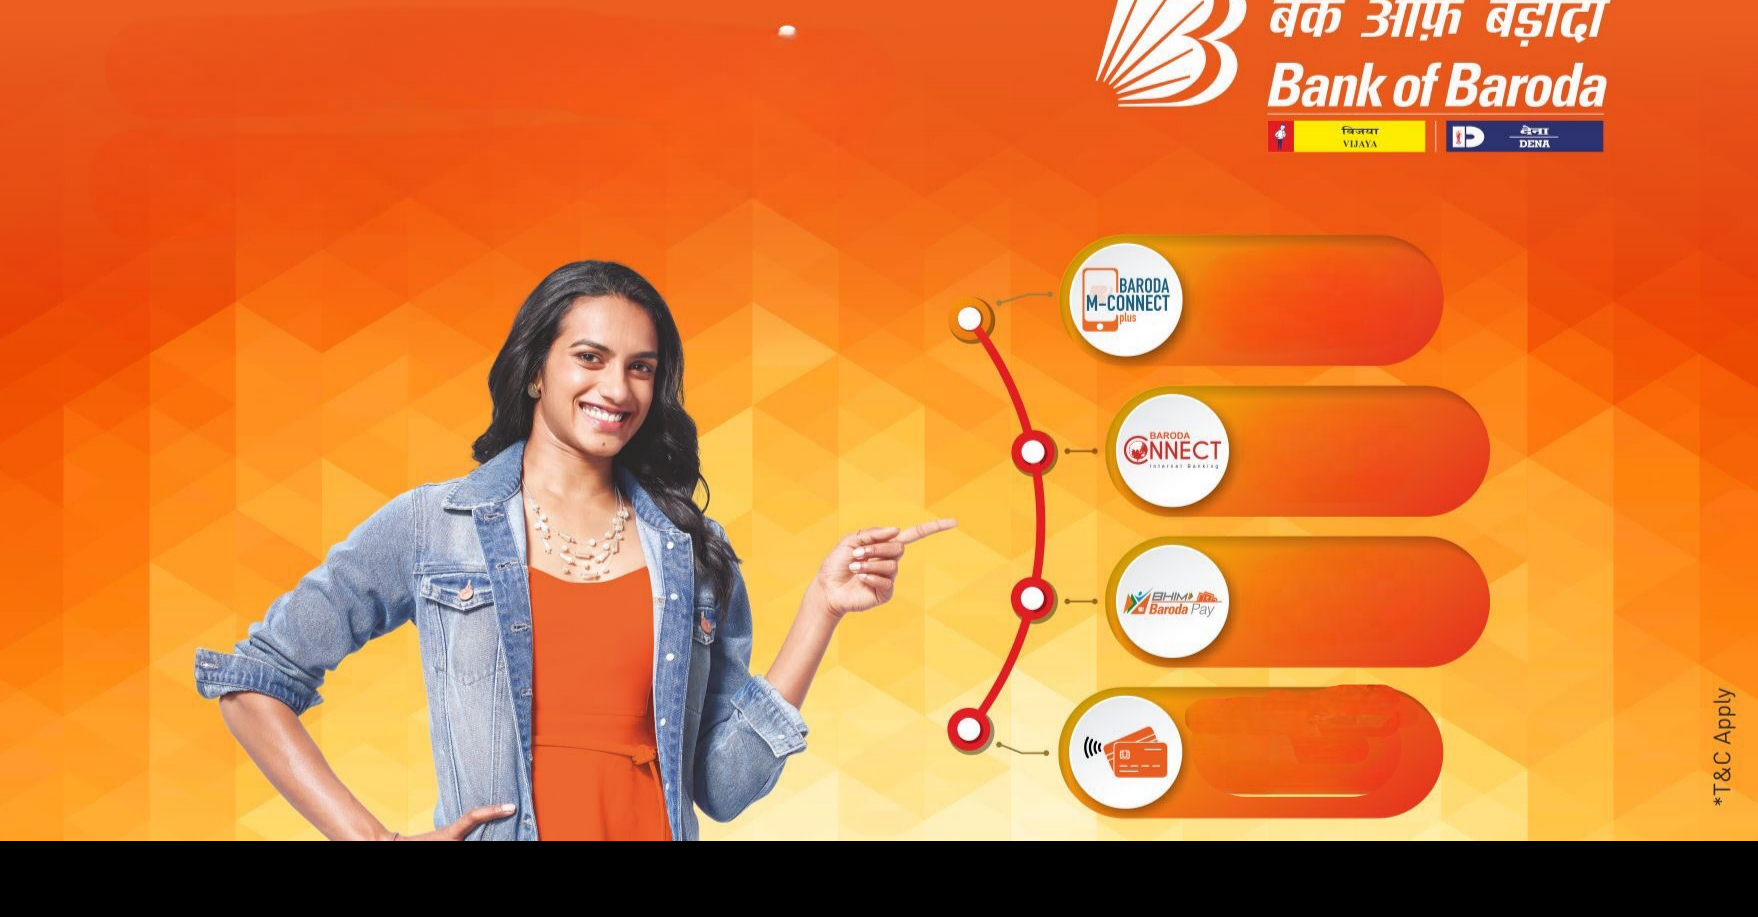 बैंक ऑफ़ बड़ौदा
Bank of Baroda
विजया
VIJAYA
देना
DENA
BARODA
M-CONNECT
plus
BARODA
CONNECT
Internet Banking
BHIM
Baroda Pay
*T&C Apply